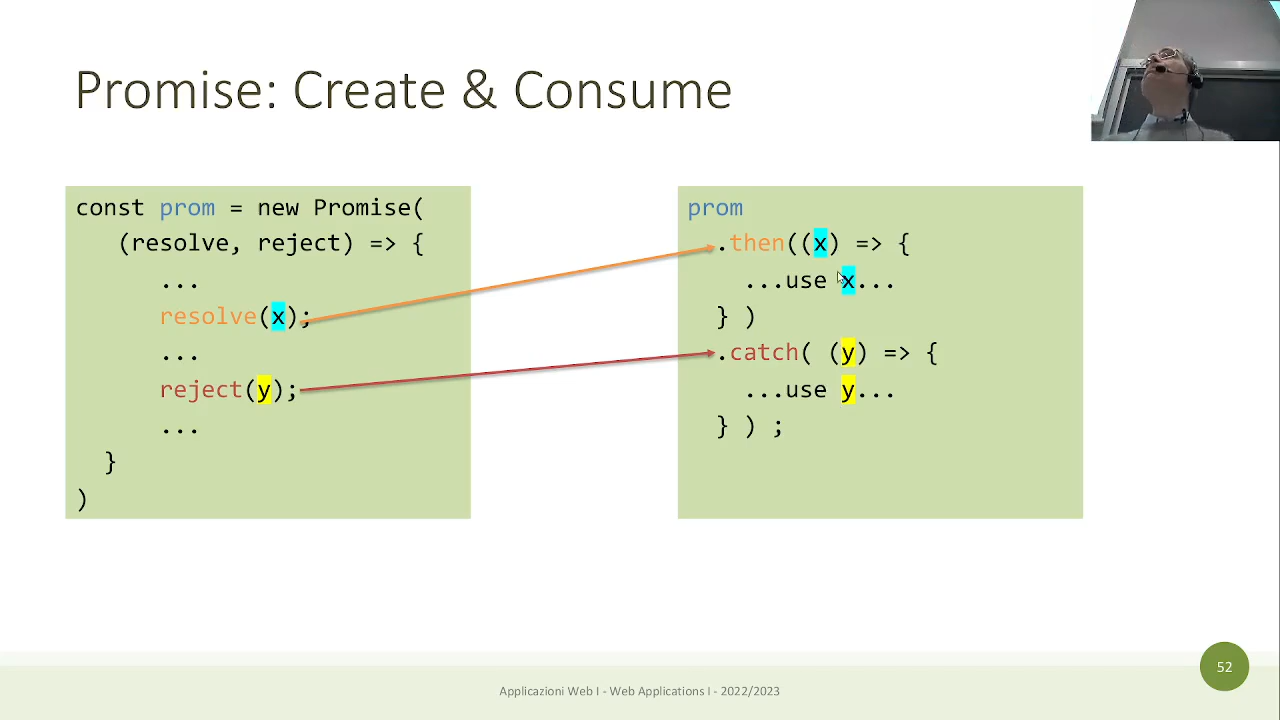 Promise: Create & Consume
const prom = new Promise(
(resolve, reject) => {
...
resolve(x);
...
reject(y);
...
}
)
prom
.then((x) => {
...use x...
} )
.catch( (y) => {
...use y...
} ) ;
52
Applicazioni Web I - Web Applications I - 2022/2023